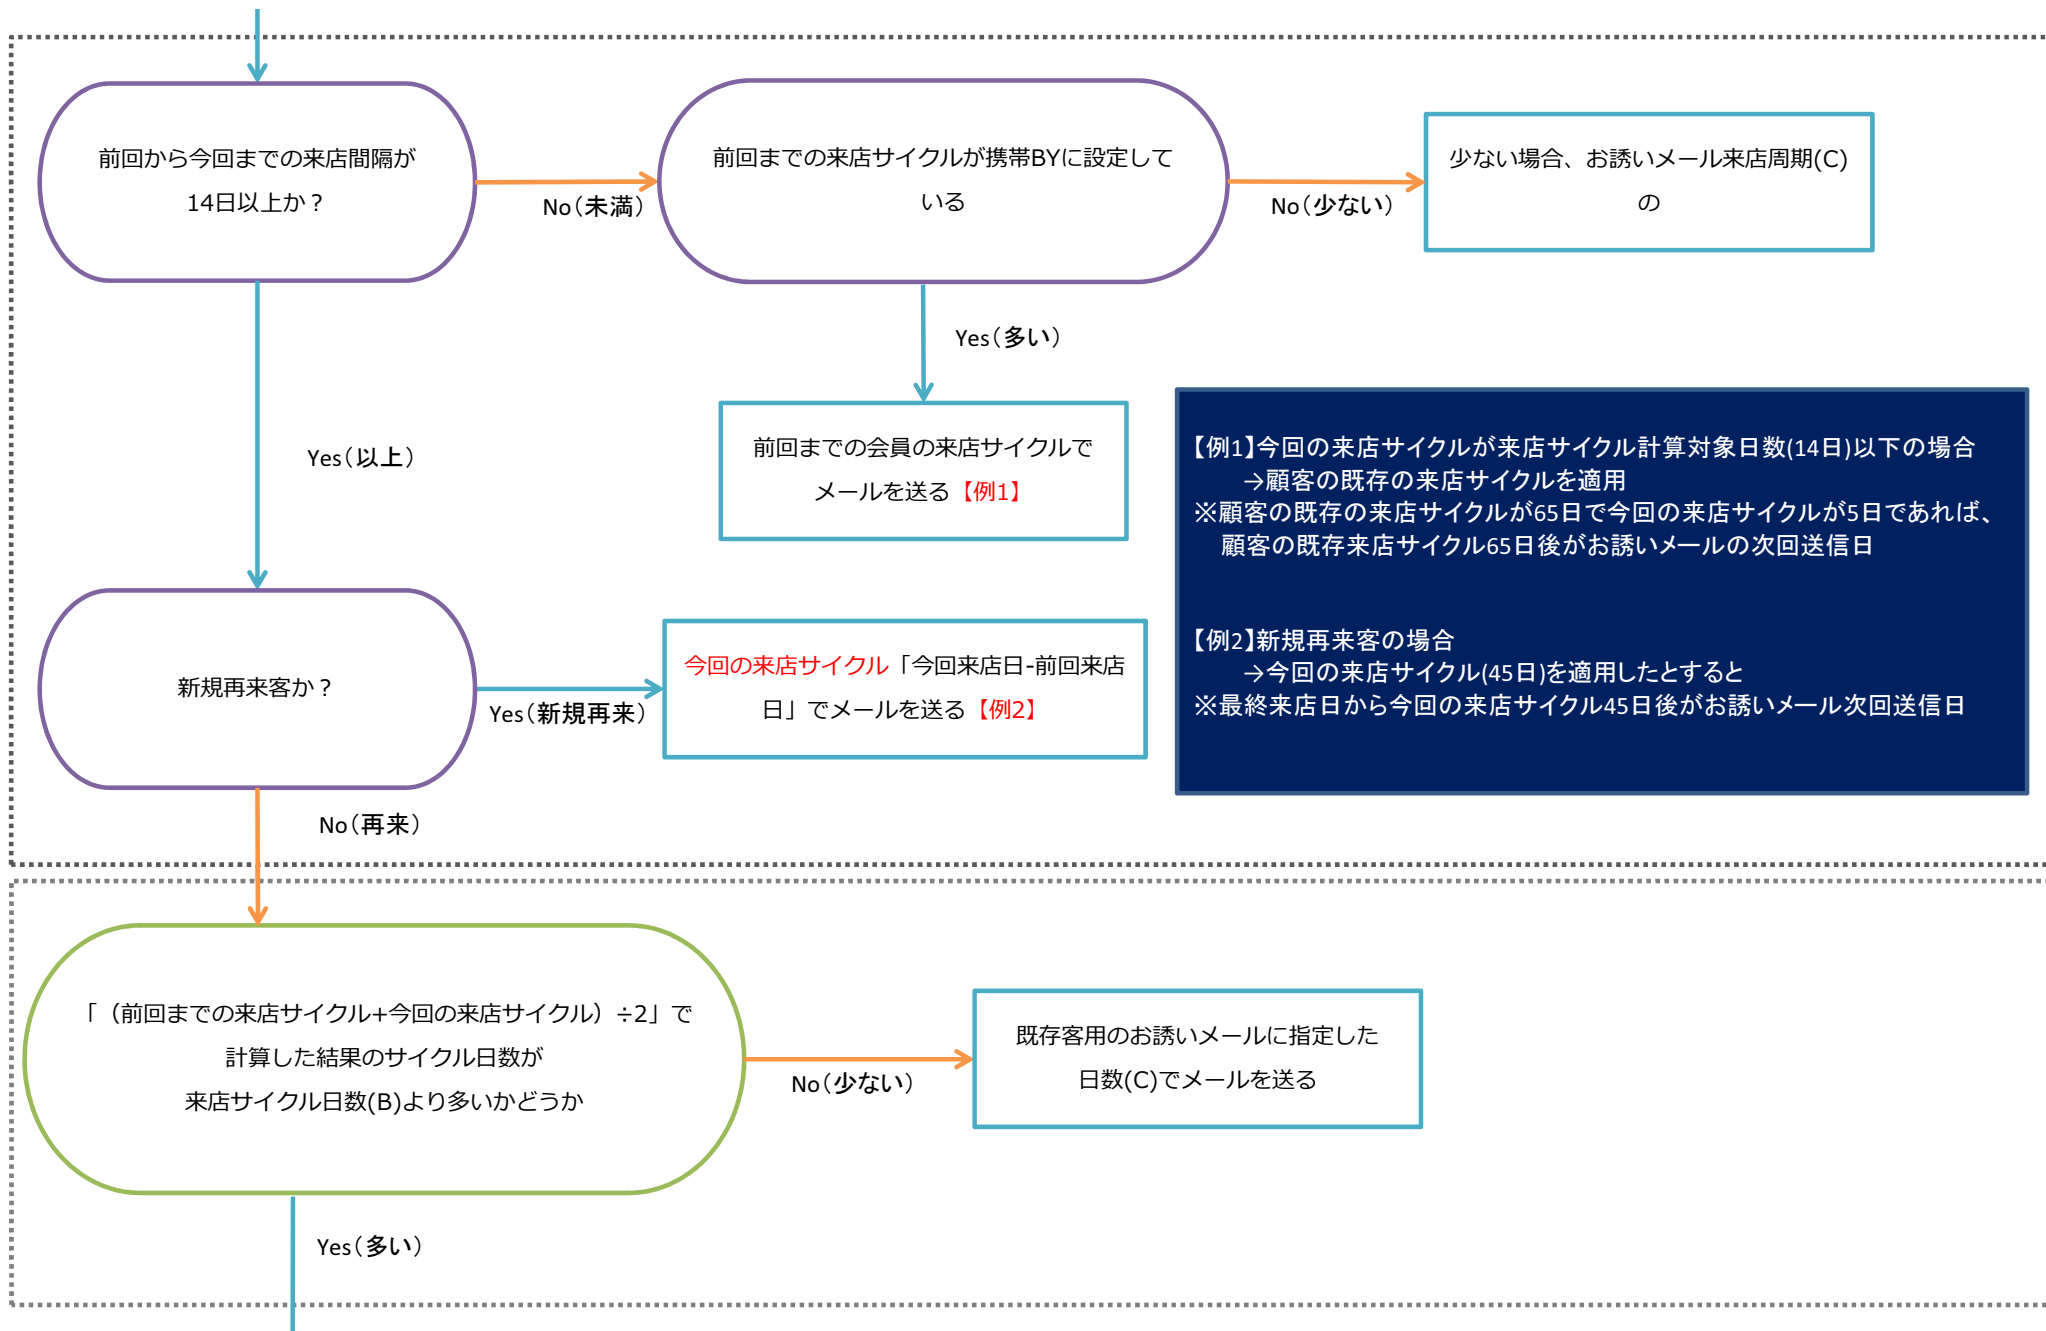 前回から今回までの来店間隔が
14日以上か？
No（未満）
前回までの来店サイクルが携帯BYに設定して
いる
No（少ない）
少ない場合、お誘いメール来店周期(C)
の
Yes（多い）
前回までの会員の来店サイクルで
メールを送る【例1】
Yes（以上）
【例1】今回の来店サイクルが来店サイクル計算対象日数(14日)以下の場合
→顧客の既存の来店サイクルを適用
※顧客の既存の来店サイクルが65日で今回の来店サイクルが5日であれば、
顧客の既存来店サイクル65日後がお誘いメールの次回送信日
【例2】新規再来客の場合
→今回の来店サイクル(45日)を適用したとすると
※最終来店日から今回の来店サイクル45日後がお誘いメール次回送信日
新規再来客か？
Yes（新規再来）
今回の来店サイクル「今回来店日-前回来店
日」でメールを送る【例2】
No（再来）
「（前回までの来店サイクル+今回の来店サイクル）÷2」で
計算した結果のサイクル日数が
来店サイクル日数(B)より多いかどうか
No（少ない）
既存客用のお誘いメールに指定した
日数(C)でメールを送る
Yes（多い）